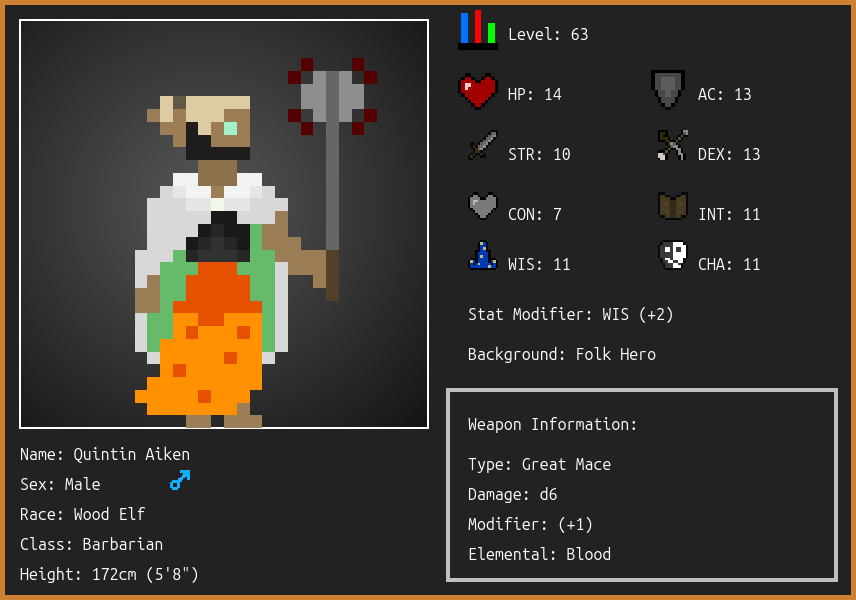 Level: 63
HP: 14
AC: 13
STR: 10
DEX: 13
CON: 7
INT: 11
WIS: 11
CHA: 11
Stat Modifier: WIS (+2)
Background: Folk Hero
Weapon Information:
Type: Great Mace
Damage: d6
Modifier: (+1)
Elemental: Blood
Name: Quintin Aiken
Sex: Male
Race: Wood Elf
Class: Barbarian
Height: 172cm (5'8")